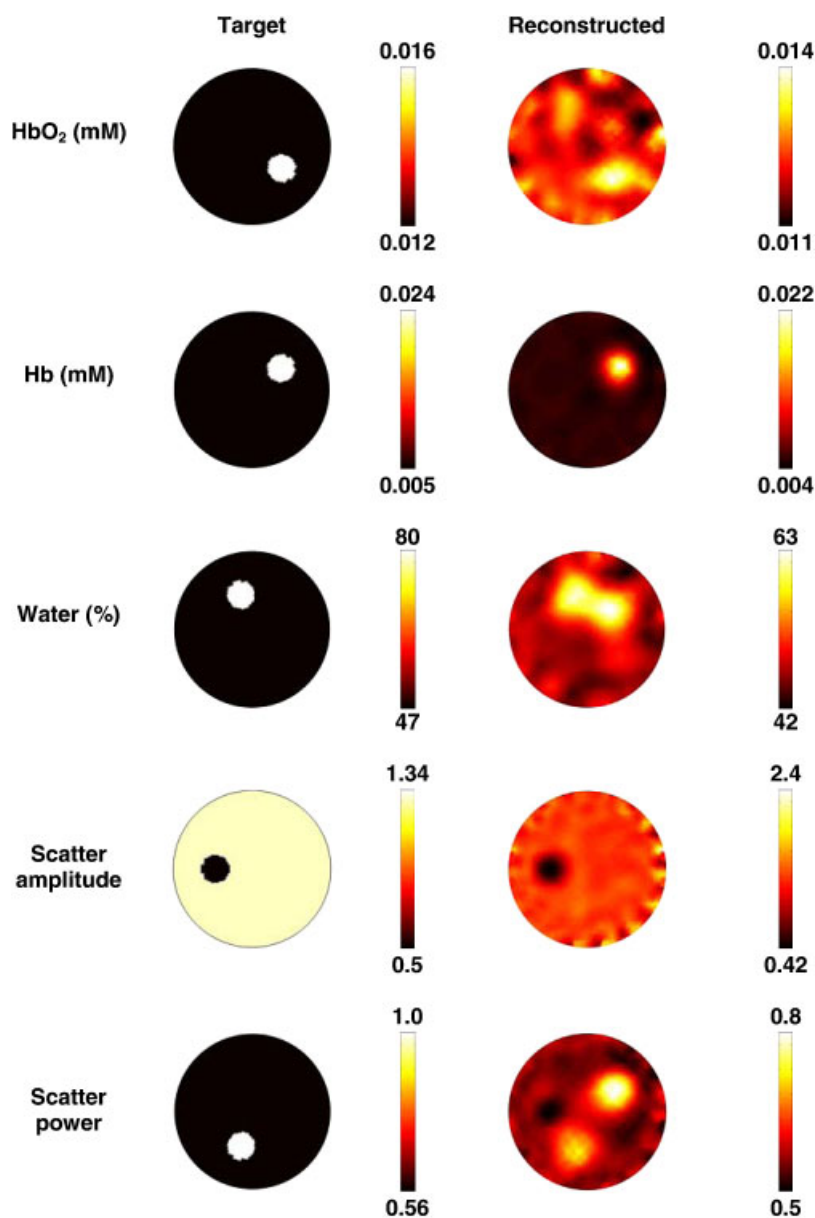 Target Reconstructed
0.016 0.014
HbO₂ (mM)
0.012 0.011
0.024 0.022
Hb (mM)
0.005 0.004
80 63
Water (%)
47 42
1.34 2.4
Scatter
amplitude
0.5 0.42
1.0 0.8
Scatter
power
0.56 0.5